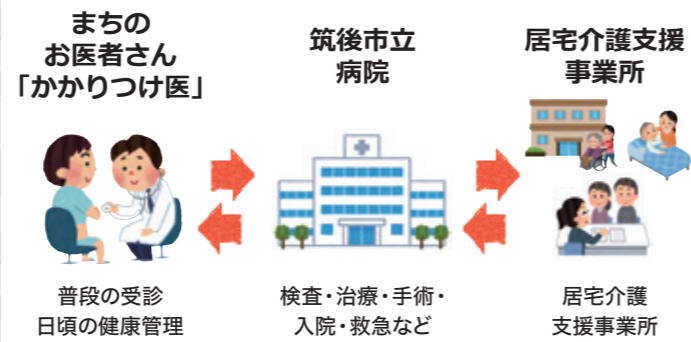 まちの
お医者さん
「かかりつけ医」
筑後市立
病院
居宅介護支援
事業所
普段の受診
日頃の健康管理
検査・治療・手術・
入院・救急など
居宅介護
支援事業所